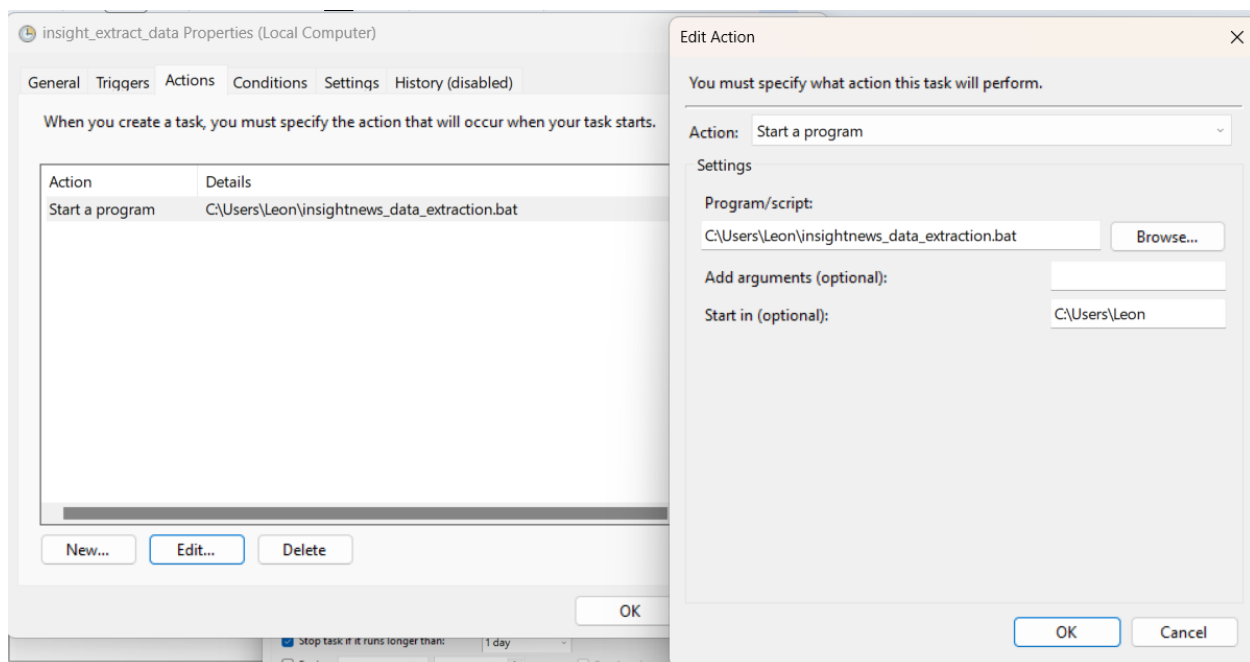 insight_extract_data Properties (Local Computer)
General Triggers Actions Conditions Settings History (disabled)
When you create a task, you must specify the action that will occur when your task starts.
Action Details
Start a program C:\Users\Leon\insightnews_data_extraction.bat
New... Edit... Delete
OK
Stop task if it runs longer than: 1 day
Edit Action
You must specify what action this task will perform.
Action: Start a program
Settings
Program/script:
C:\Users\Leon\insightnews_data_extraction.bat Browse...
Add arguments (optional):
Start in (optional): C:\Users\Leon
OK Cancel